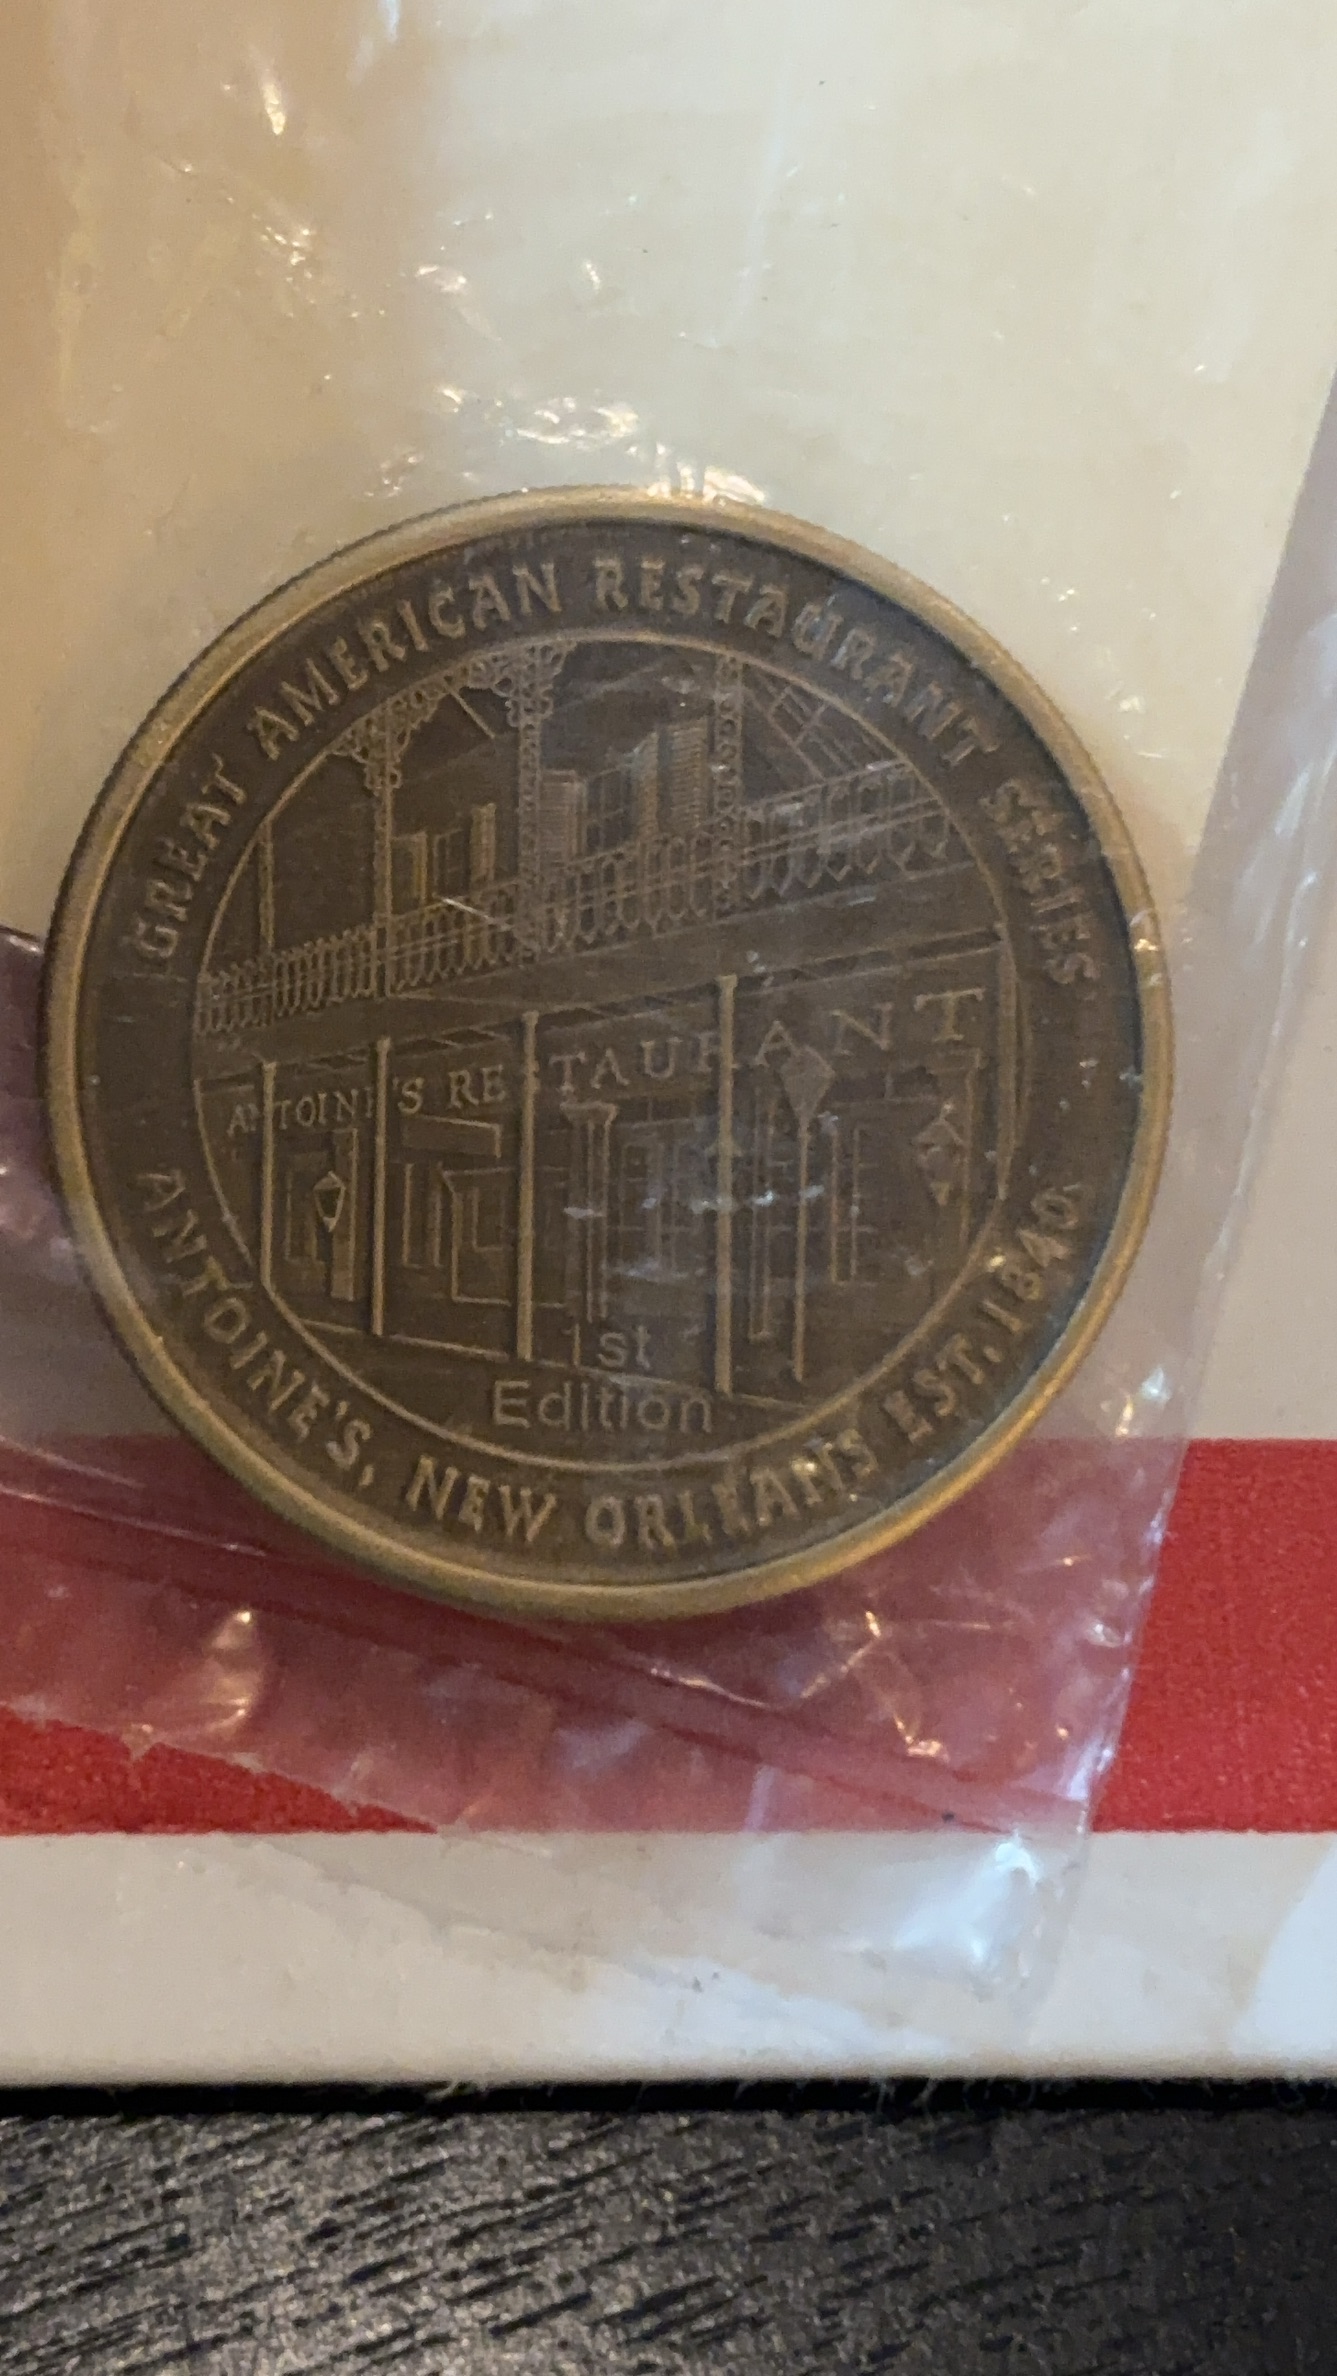 GREAT AMERICAN RESTAURANT SERIES
ANTOINE'S RESTAURANT
1st
Edition
ANTOINE'S, NEW ORLEANS EST. 1840